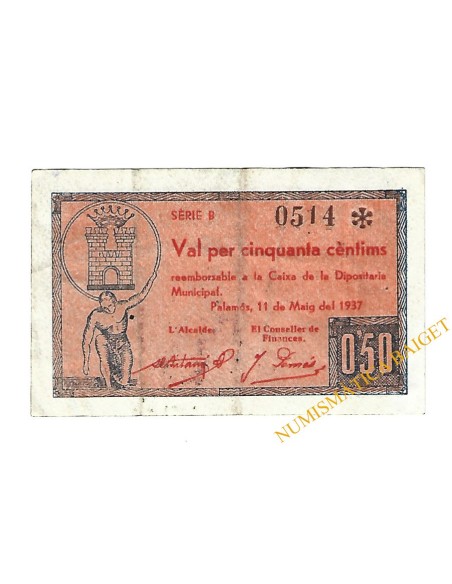 SÈRIE B 0514 ✻
Val per cinquanta cèntims
reemborsable a la Caixa de la Dipositaria
Municipal.
Palamós, 11 de Maig del 1937
L'Alcalde, El Conseller de
Finances,
0'50
NUMISMATICA BAIGET